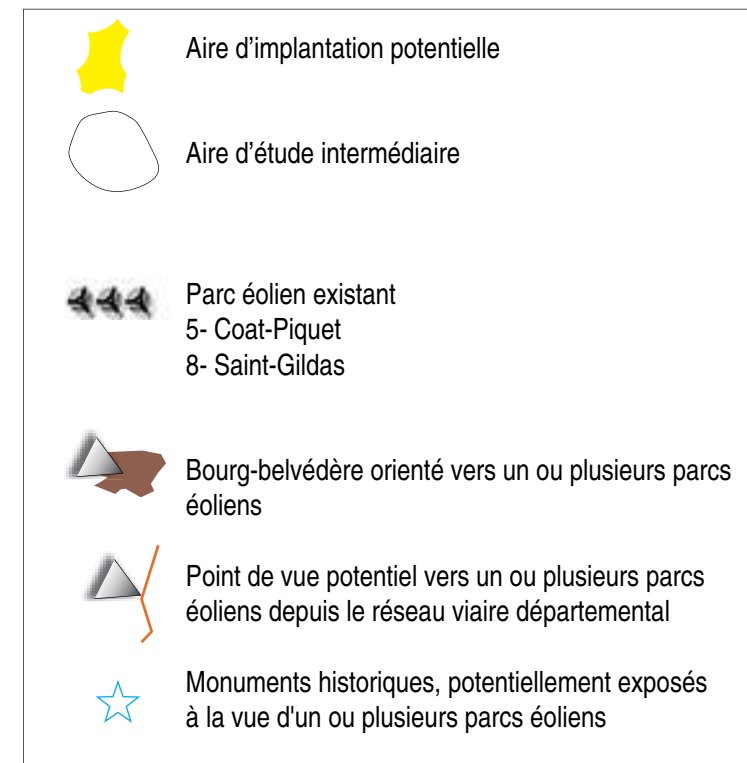 Aire d’implantation potentielle
Aire d’étude intermédiaire
Parc éolien existant
5- Coat-Piquet
8- Saint-Gildas
Bourg-belvédère orienté vers un ou plusieurs parcs
éoliens
Point de vue potentiel vers un ou plusieurs parcs
éoliens depuis le réseau viaire départemental
Monuments historiques, potentiellement exposés
à la vue d'un ou plusieurs parcs éoliens